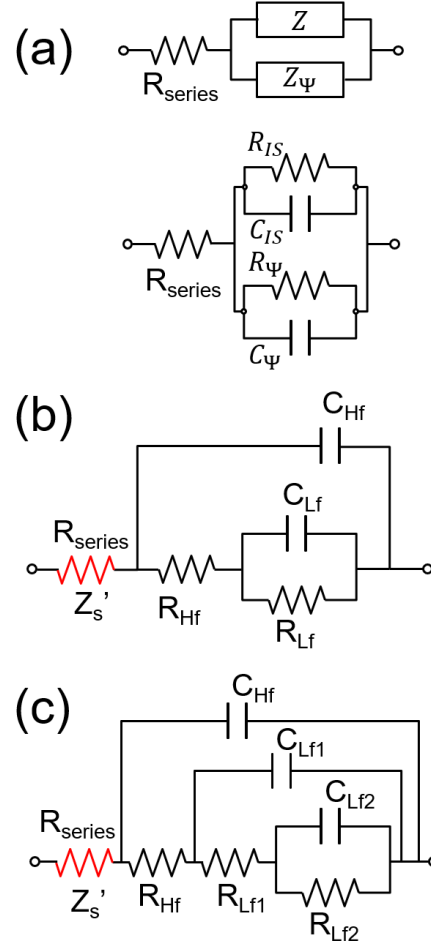 (a)
Z
Z_Ψ
R_series
R_IS
C_IS
R_Ψ
R_series
C_Ψ
(b)
C_Hf
C_Lf
R_series
Z_s'
R_Hf
R_Lf
(c)
C_Hf
C_Lf1
C_Lf2
R_series
Z_s'
R_Hf
R_Lf1
R_Lf2